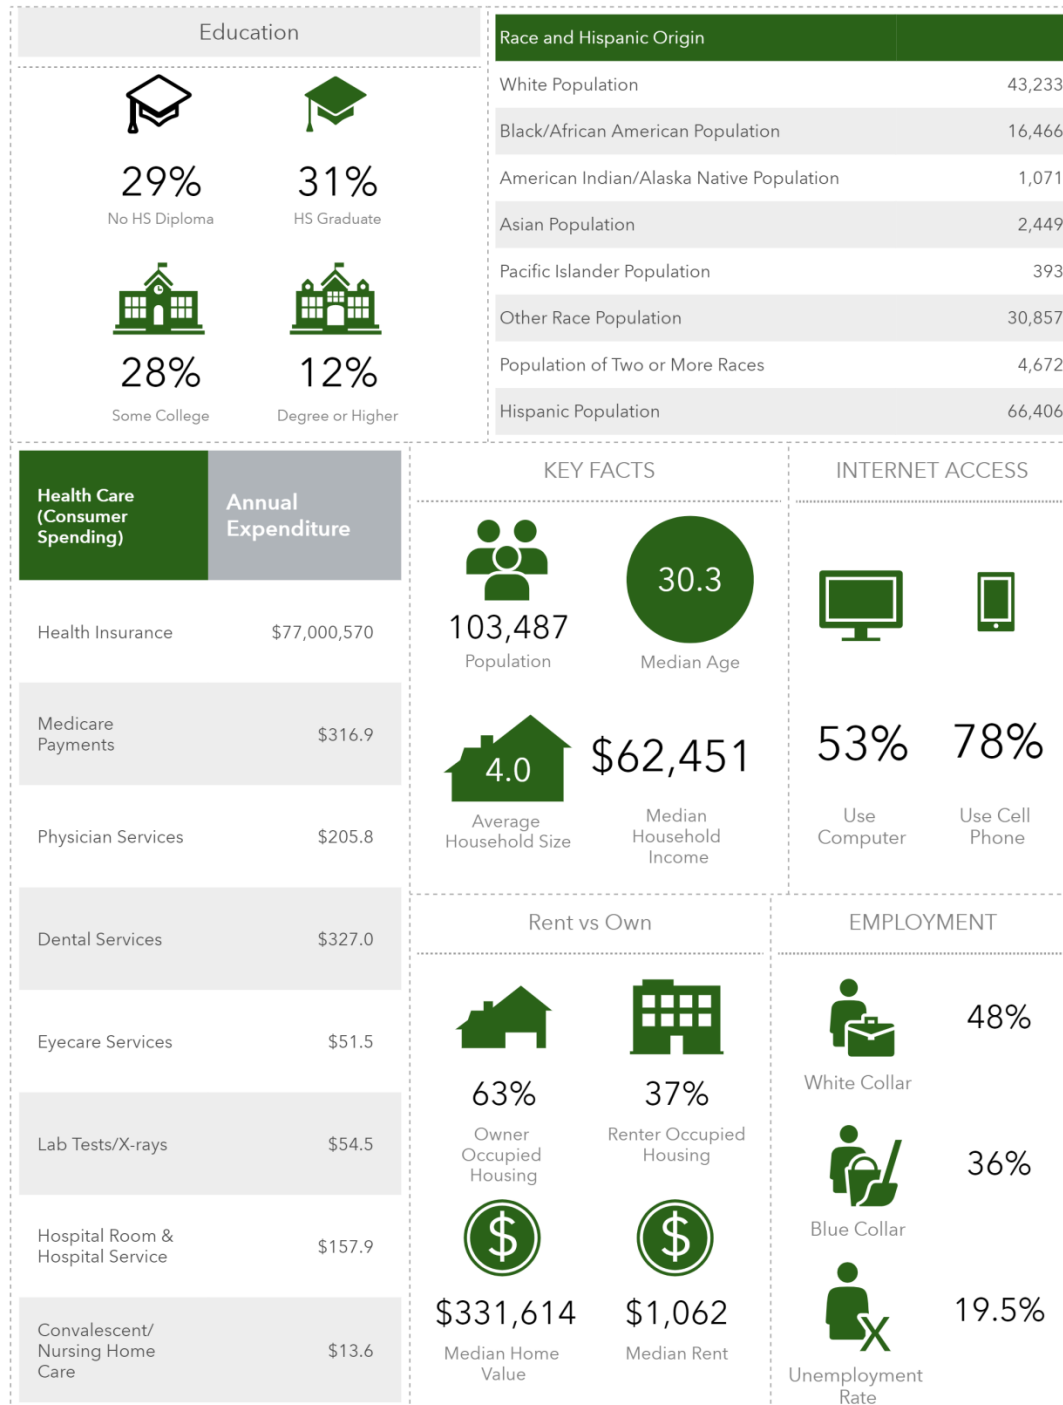 Education
29%
31%
No HS Diploma
HS Graduate
28%
12%
Some College
Degree or Higher
Race and Hispanic Origin
White Population 43,233
Black/African American Population 16,466
American Indian/Alaska Native Population 1,071
Asian Population 2,449
Pacific Islander Population 393
Other Race Population 30,857
Population of Two or More Races 4,672
Hispanic Population 66,406
Health Care
(Consumer
Spending)
Annual
Expenditure
Health Insurance $77,000,570
Medicare
Payments
$316.9
Physician Services $205.8
Dental Services $327.0
Eyecare Services $51.5
Lab Tests/X-rays $54.5
Hospital Room &
Hospital Service
$157.9
Convalescent/
Nursing Home
Care
$13.6
KEY FACTS
103,487
Population
30.3
Median Age
4.0
Average
Household Size
$62,451
Median
Household
Income
INTERNET ACCESS
53%
Use
Computer
78%
Use Cell
Phone
Rent vs Own
63%
Owner
Occupied
Housing
37%
Renter Occupied
Housing
$
$331,614
Median Home
Value
$
$1,062
Median Rent
EMPLOYMENT
48%
White Collar
36%
Blue Collar
X
19.5%
Unemployment
Rate